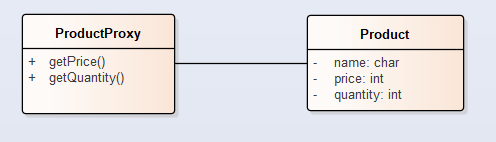 ProductProxy
+ getPrice()
+ getQuantity()
Product
- name: char
- price: int
- quantity: int